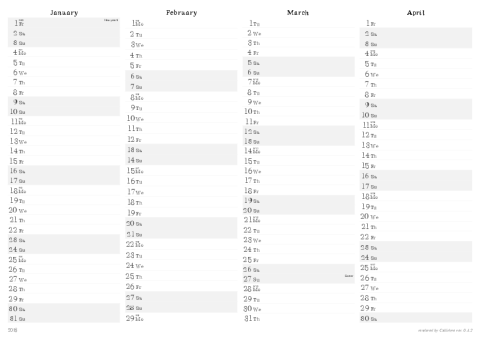 January
1 Fr
2 Sa
3 Su
4 Mo
5 Tu
6 We
7 Th
8 Fr
9 Sa
10 Su
11 Mo
12 Tu
13 We
14 Th
15 Fr
16 Sa
17 Su
18 Mo
19 Tu
20 We
21 Th
22 Fr
23 Sa
24 Su
25 Mo
26 Tu
27 We
28 Th
29 Fr
30 Sa
31 Su
February
1 Mo
2 Tu
3 We
4 Th
5 Fr
6 Sa
7 Su
8 Mo
9 Tu
10 We
11 Th
12 Fr
13 Sa
14 Su
15 Mo
16 Tu
17 We
18 Th
19 Fr
20 Sa
21 Su
22 Mo
23 Tu
24 We
25 Th
26 Fr
27 Sa
28 Su
29 Mo
March
1 Tu
2 We
3 Th
4 Fr
5 Sa
6 Su
7 Mo
8 Tu
9 We
10 Th
11 Fr
12 Sa
13 Su
14 Mo
15 Tu
16 We
17 Th
18 Fr
19 Sa
20 Su
21 Mo
22 Tu
23 We
24 Th
25 Fr
26 Sa
27 Su
28 Mo
29 Tu
30 We
31 Th
April
1 Fr
2 Sa
3 Su
4 Mo
5 Tu
6 We
7 Th
8 Fr
9 Sa
10 Su
11 Mo
12 Tu
13 We
14 Th
15 Fr
16 Sa
17 Su
18 Mo
19 Tu
20 We
21 Th
22 Fr
23 Sa
24 Su
25 Mo
26 Tu
27 We
28 Th
29 Fr
30 Sa
2016